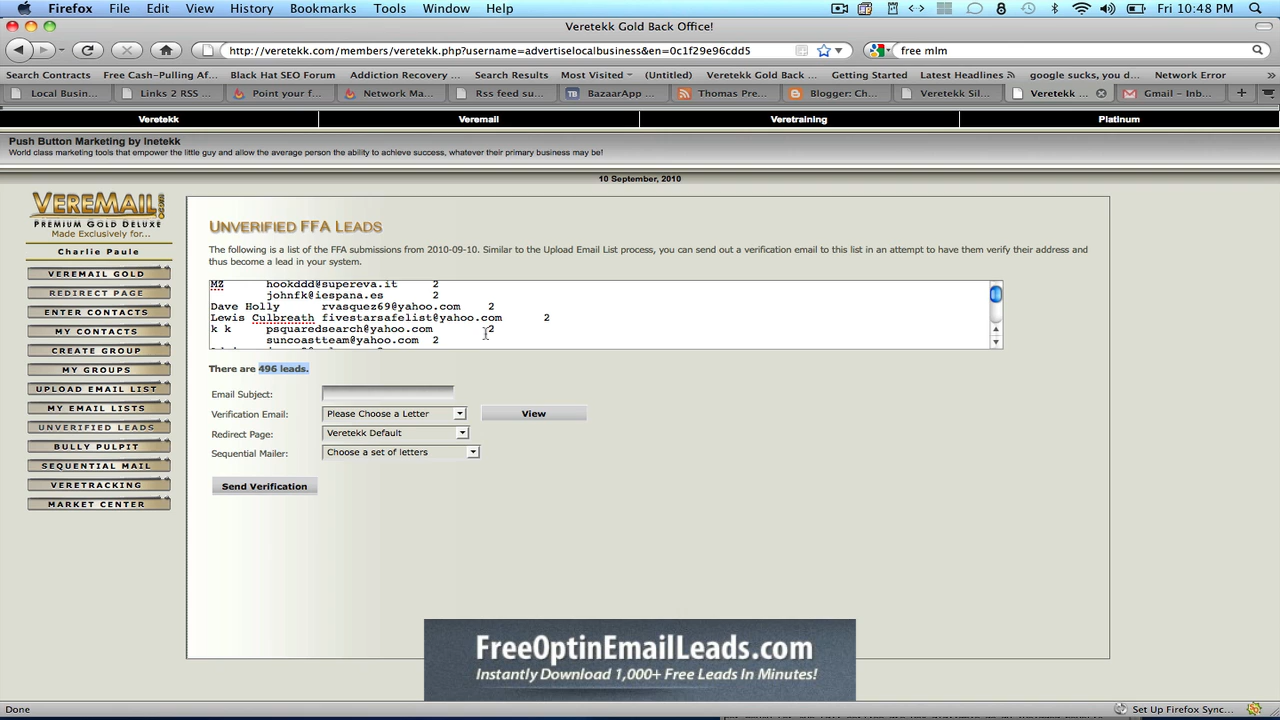 Firefox File Edit View History Bookmarks Tools Window Help Fri 10:48 PM
Veretekk Gold Back Office!
http://veretekk.com/members/veretekk.php?username=advertiselocalbusiness&en=0c1f29e96cdd5 free mlm
Search Contracts Free Cash-Pulling Af... Black Hat SEO Forum Addiction Recovery ... Search Results Most Visited (Untitled) Veretekk Gold Back ... Getting Started Latest Headlines google sucks, you d... Network Error
Local Busin... Links 2 RSS ... Point your f... Network Ma... Rss feed su... BazaarApp ... Thomas Pre... Blogger: Ch... Veretekk Sil... Veretekk ... Gmail - Inb...
Veretekk Veremail Veretraining Platinum
Push Button Marketing by Inetekk
World class marketing tools that empower the little guy and allow the average person the ability to achieve success, whatever their primary business may be!
10 September, 2010
VEREMAIL
PREMIUM GOLD DELUXE
Made Exclusively for...
Charlie Paule
VEREMAIL GOLD
REDIRECT PAGE
ENTER CONTACTS
MY CONTACTS
CREATE GROUP
MY GROUPS
UPLOAD EMAIL LIST
MY EMAIL LISTS
UNVERIFIED LEADS
BULLY PULPIT
SEQUENTIAL MAIL
VERETRACKING
MARKET CENTER
UNVERIFIED FFA LEADS
The following is a list of the FFA submissions from 2010-09-10. Similar to the Upload Email List process, you can send out a verification email to this list in an attempt to have them verify their address and
thus become a lead in your system.
MZ hookddd@supereva.it 2
johnfk@iespana.es 2
Dave Holly rvasquez69@yahoo.com 2
Lewis Culbreath fivestarsafelist@yahoo.com 2
k k psquaredsearch@yahoo.com 2
suncoastteam@yahoo.com 2
There are 496 leads.
Email Subject:
Verification Email: Please Choose a Letter View
Redirect Page: Veretekk Default
Sequential Mailer: Choose a set of letters
Send Verification
FreeOptinEmailLeads.com
Instantly Download 1,000+ Free Leads In Minutes!
Done Set Up Firefox Sync...